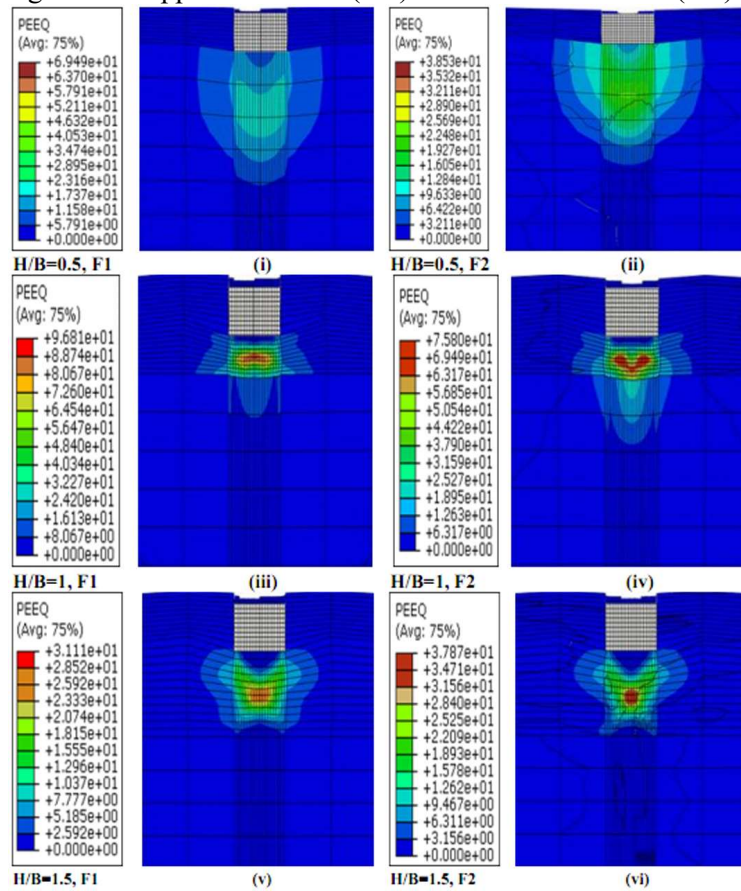 PEEQ
(Avg: 75%)
+6.949e+01
+6.370e+01
+5.791e+01
+5.211e+01
+4.632e+01
+4.053e+01
+3.474e+01
+2.895e+01
+2.316e+01
+1.737e+01
+1.158e+01
+5.791e+00
+0.000e+00
H/B=0.5, F1
(i)
PEEQ
(Avg: 75%)
+3.853e+01
+3.532e+01
+3.211e+01
+2.890e+01
+2.569e+01
+2.248e+01
+1.927e+01
+1.605e+01
+1.284e+01
+9.633e+00
+6.422e+00
+3.211e+00
+0.000e+00
H/B=0.5, F2
(ii)
PEEQ
(Avg: 75%)
+9.681e+01
+8.874e+01
+8.067e+01
+7.260e+01
+6.454e+01
+5.647e+01
+4.840e+01
+4.034e+01
+3.227e+01
+2.420e+01
+1.613e+01
+8.067e+00
+0.000e+00
H/B=1, F1
(iii)
PEEQ
(Avg: 75%)
+7.580e+01
+6.949e+01
+6.317e+01
+5.685e+01
+5.054e+01
+4.422e+01
+3.790e+01
+3.159e+01
+2.527e+01
+1.895e+01
+1.263e+01
+6.317e+00
+0.000e+00
H/B=1, F2
(iv)
PEEQ
(Avg: 75%)
+3.111e+01
+2.852e+01
+2.592e+01
+2.333e+01
+2.074e+01
+1.815e+01
+1.555e+01
+1.296e+01
+1.037e+01
+7.777e+00
+5.185e+00
+2.592e+00
+0.000e+00
H/B=1.5, F1
(v)
PEEQ
(Avg: 75%)
+3.787e+01
+3.471e+01
+3.156e+01
+2.840e+01
+2.525e+01
+2.209e+01
+1.893e+01
+1.578e+01
+1.262e+01
+9.467e+00
+6.311e+00
+3.156e+00
+0.000e+00
H/B=1.5, F2
(vi)